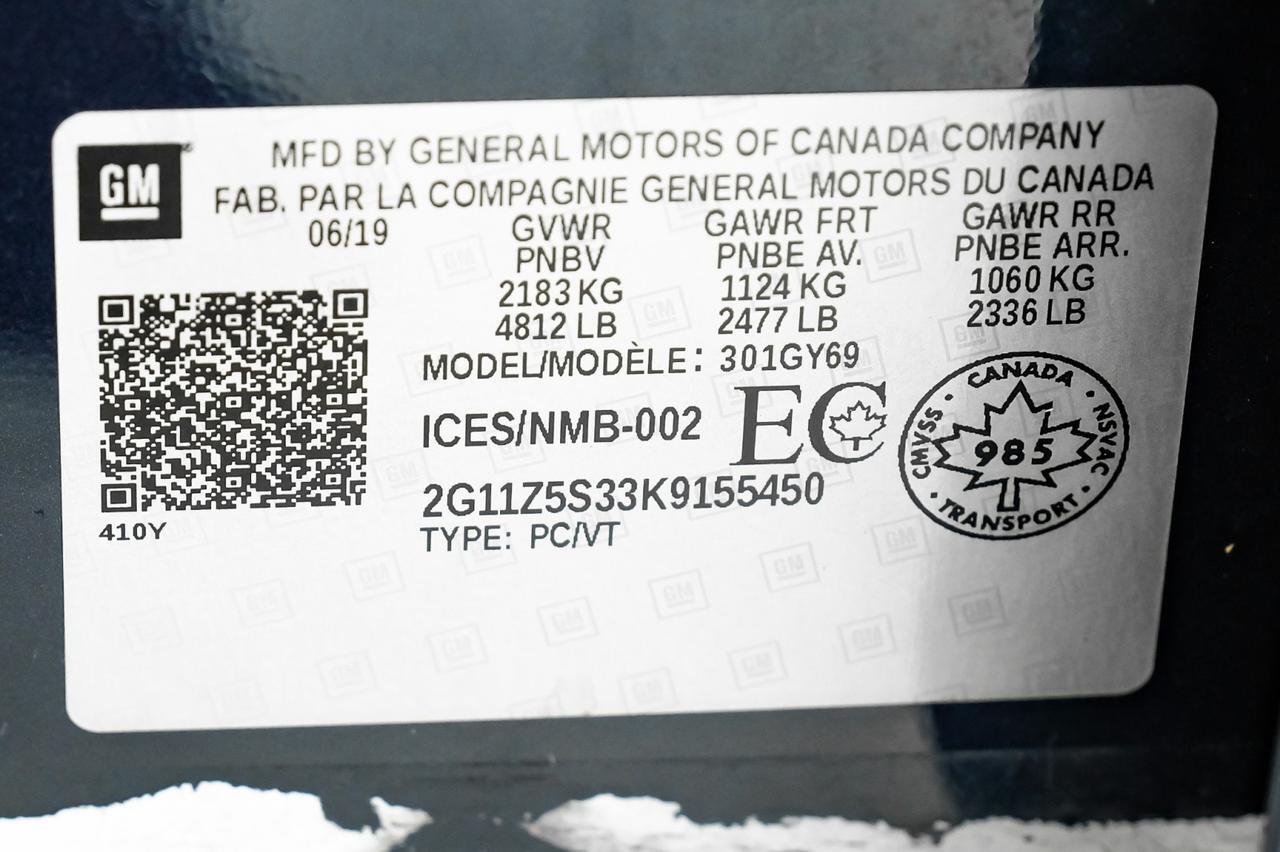 GM
MFD BY GENERAL MOTORS OF CANADA COMPANY
FAB. PAR LA COMPAGNIE GENERAL MOTORS DU CANADA
06/19
GVWR
PNBV
2183 KG
4812 LB
GAWR FRT
PNBE AV.
1124 KG
2477 LB
GAWR RR
PNBE ARR.
1060 KG
2336 LB
MODEL/MODÈLE: 301GY69
ICES/NMB-002
EC
2G11Z5S33K9155450
TYPE: PC/VT
410Y
CANADA
CMVSS · NSVAC
985
TRANSPORT